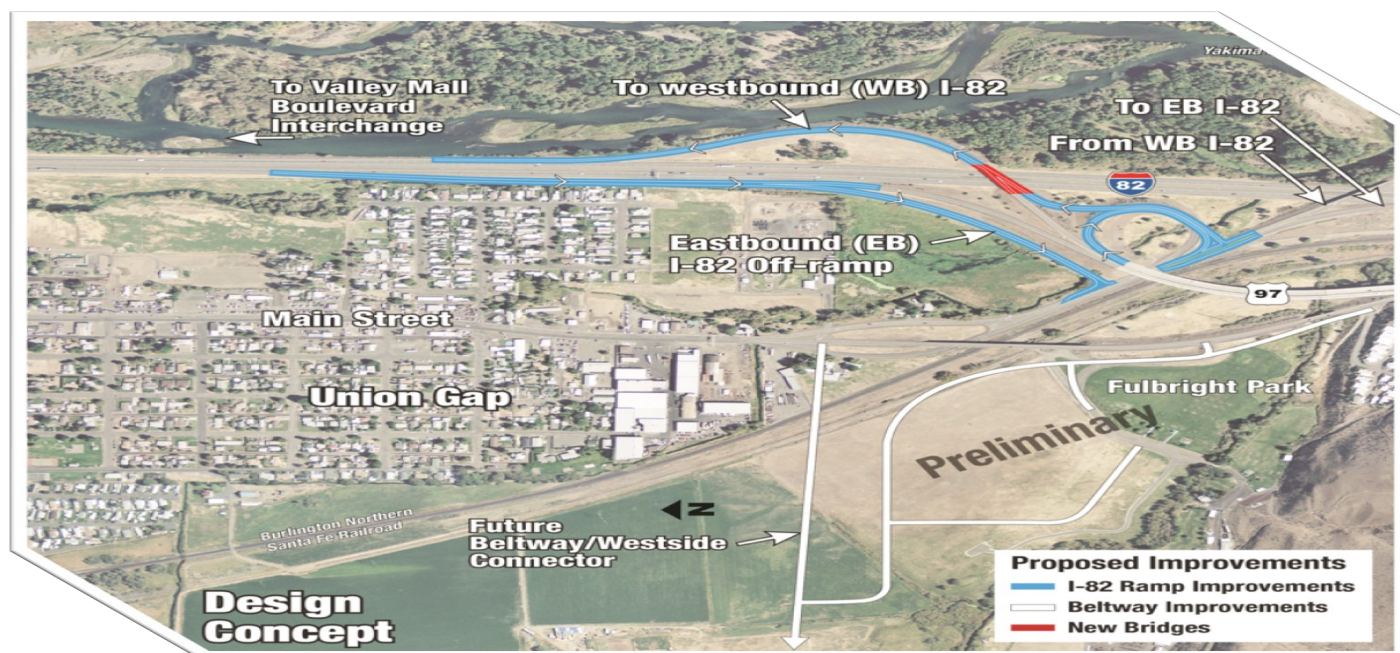 Yakima
To Valley Mall
Boulevard
Interchange
To westbound (WB) I-82
To EB I-82
From WB I-82
82
Eastbound (EB)
I-82 Off-ramp
97
Main Street
Union Gap
Fulbright Park
Preliminary
N
Burlington Northern
Santa Fe Railroad
Future
Beltway/Westside
Connector
Design
Concept
Proposed Improvements
I-82 Ramp Improvements
Beltway Improvements
New Bridges